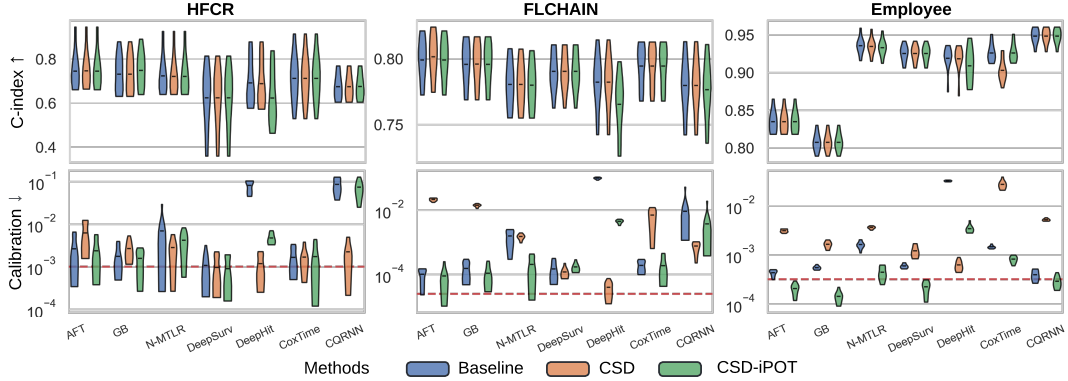 HFCR
FLCHAIN
Employee
C-index ↑
0.8
0.6
0.4
0.80
0.75
0.95
0.90
0.85
0.80
Calibration ↓
10⁻¹
10⁻²
10⁻³
10⁻⁴
10⁻²
10⁻⁴
10⁻²
10⁻³
10⁻⁴
AFT GB N-MTLR DeepSurv DeepHit CoxTime CQRNN
AFT GB N-MTLR DeepSurv DeepHit CoxTime CQRNN
AFT GB N-MTLR DeepSurv DeepHit CoxTime CQRNN
Methods Baseline CSD CSD-iPOT